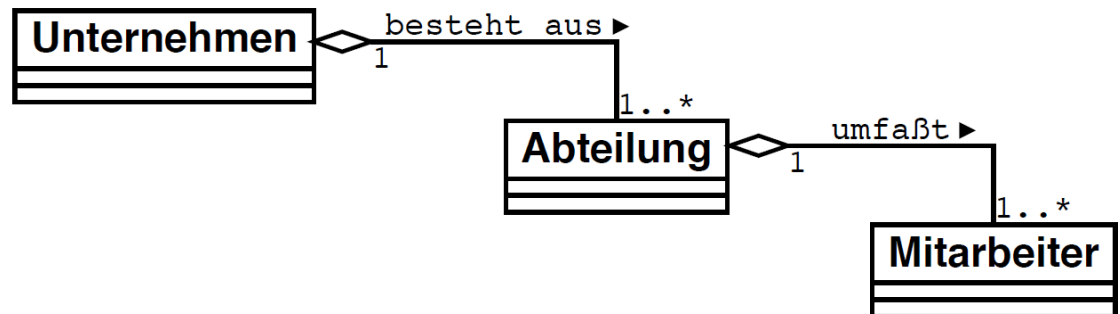 Unternehmen
besteht aus ►
1
1..*
Abteilung
umfaßt ►
1
1..*
Mitarbeiter